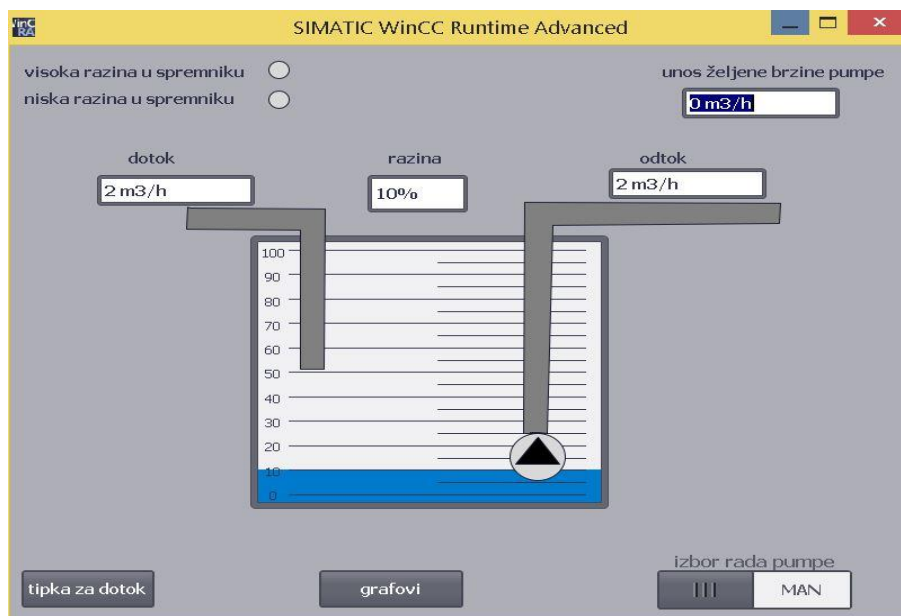 WinC
RA
SIMATIC WinCC Runtime Advanced
visoka razina u spremniku
niska razina u spremniku
unos željene brzine pumpe
0 m3/h
dotok
razina
odtok
2 m3/h
10%
2 m3/h
100
90
80
70
60
50
40
30
20
10
0
izbor rada pumpe
tipka za dotok
grafovi
MAN